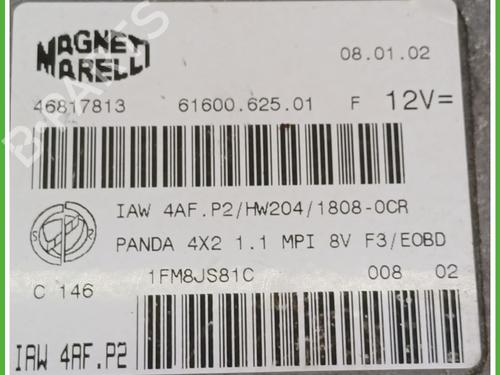 MAGNETI MARELLI
08.01.02
46817813 61600.625.01 F 12V=
IAW 4AF.P2/HW204/1808-0CR
PANDA 4X2 1.1 MPI 8V F3/EOBD
1FM8JS81C 008 02
C 146
IAW 4AF.P2